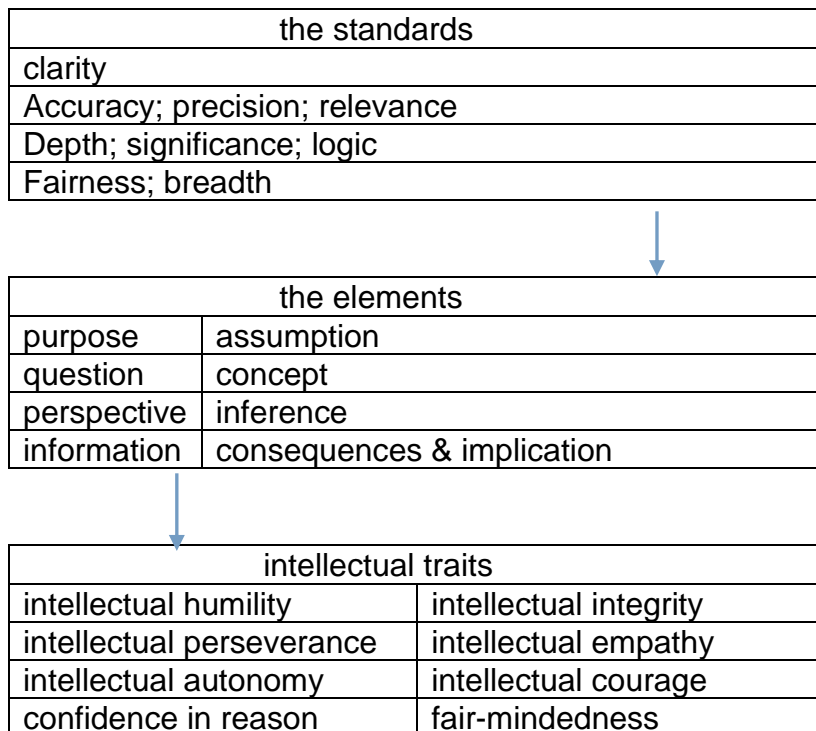 the standards
clarity
Accuracy; precision; relevance
Depth; significance; logic
Fairness; breadth
the elements
purpose assumption
question concept
perspective inference
information consequences & implication
intellectual traits
intellectual humility intellectual integrity
intellectual perseverance intellectual empathy
intellectual autonomy intellectual courage
confidence in reason fair-mindedness